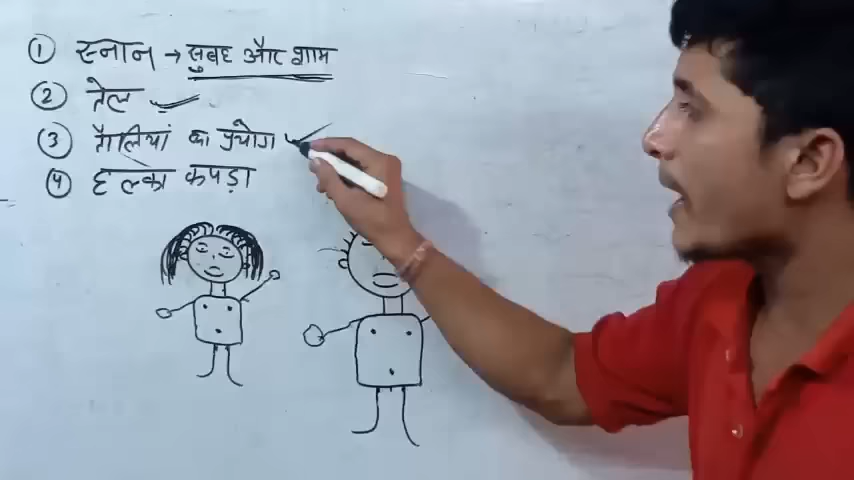 ① स्नान → सुबह और शाम
② तेल
③ तौलियां का प्रयोग
④ हल्का कपड़ा